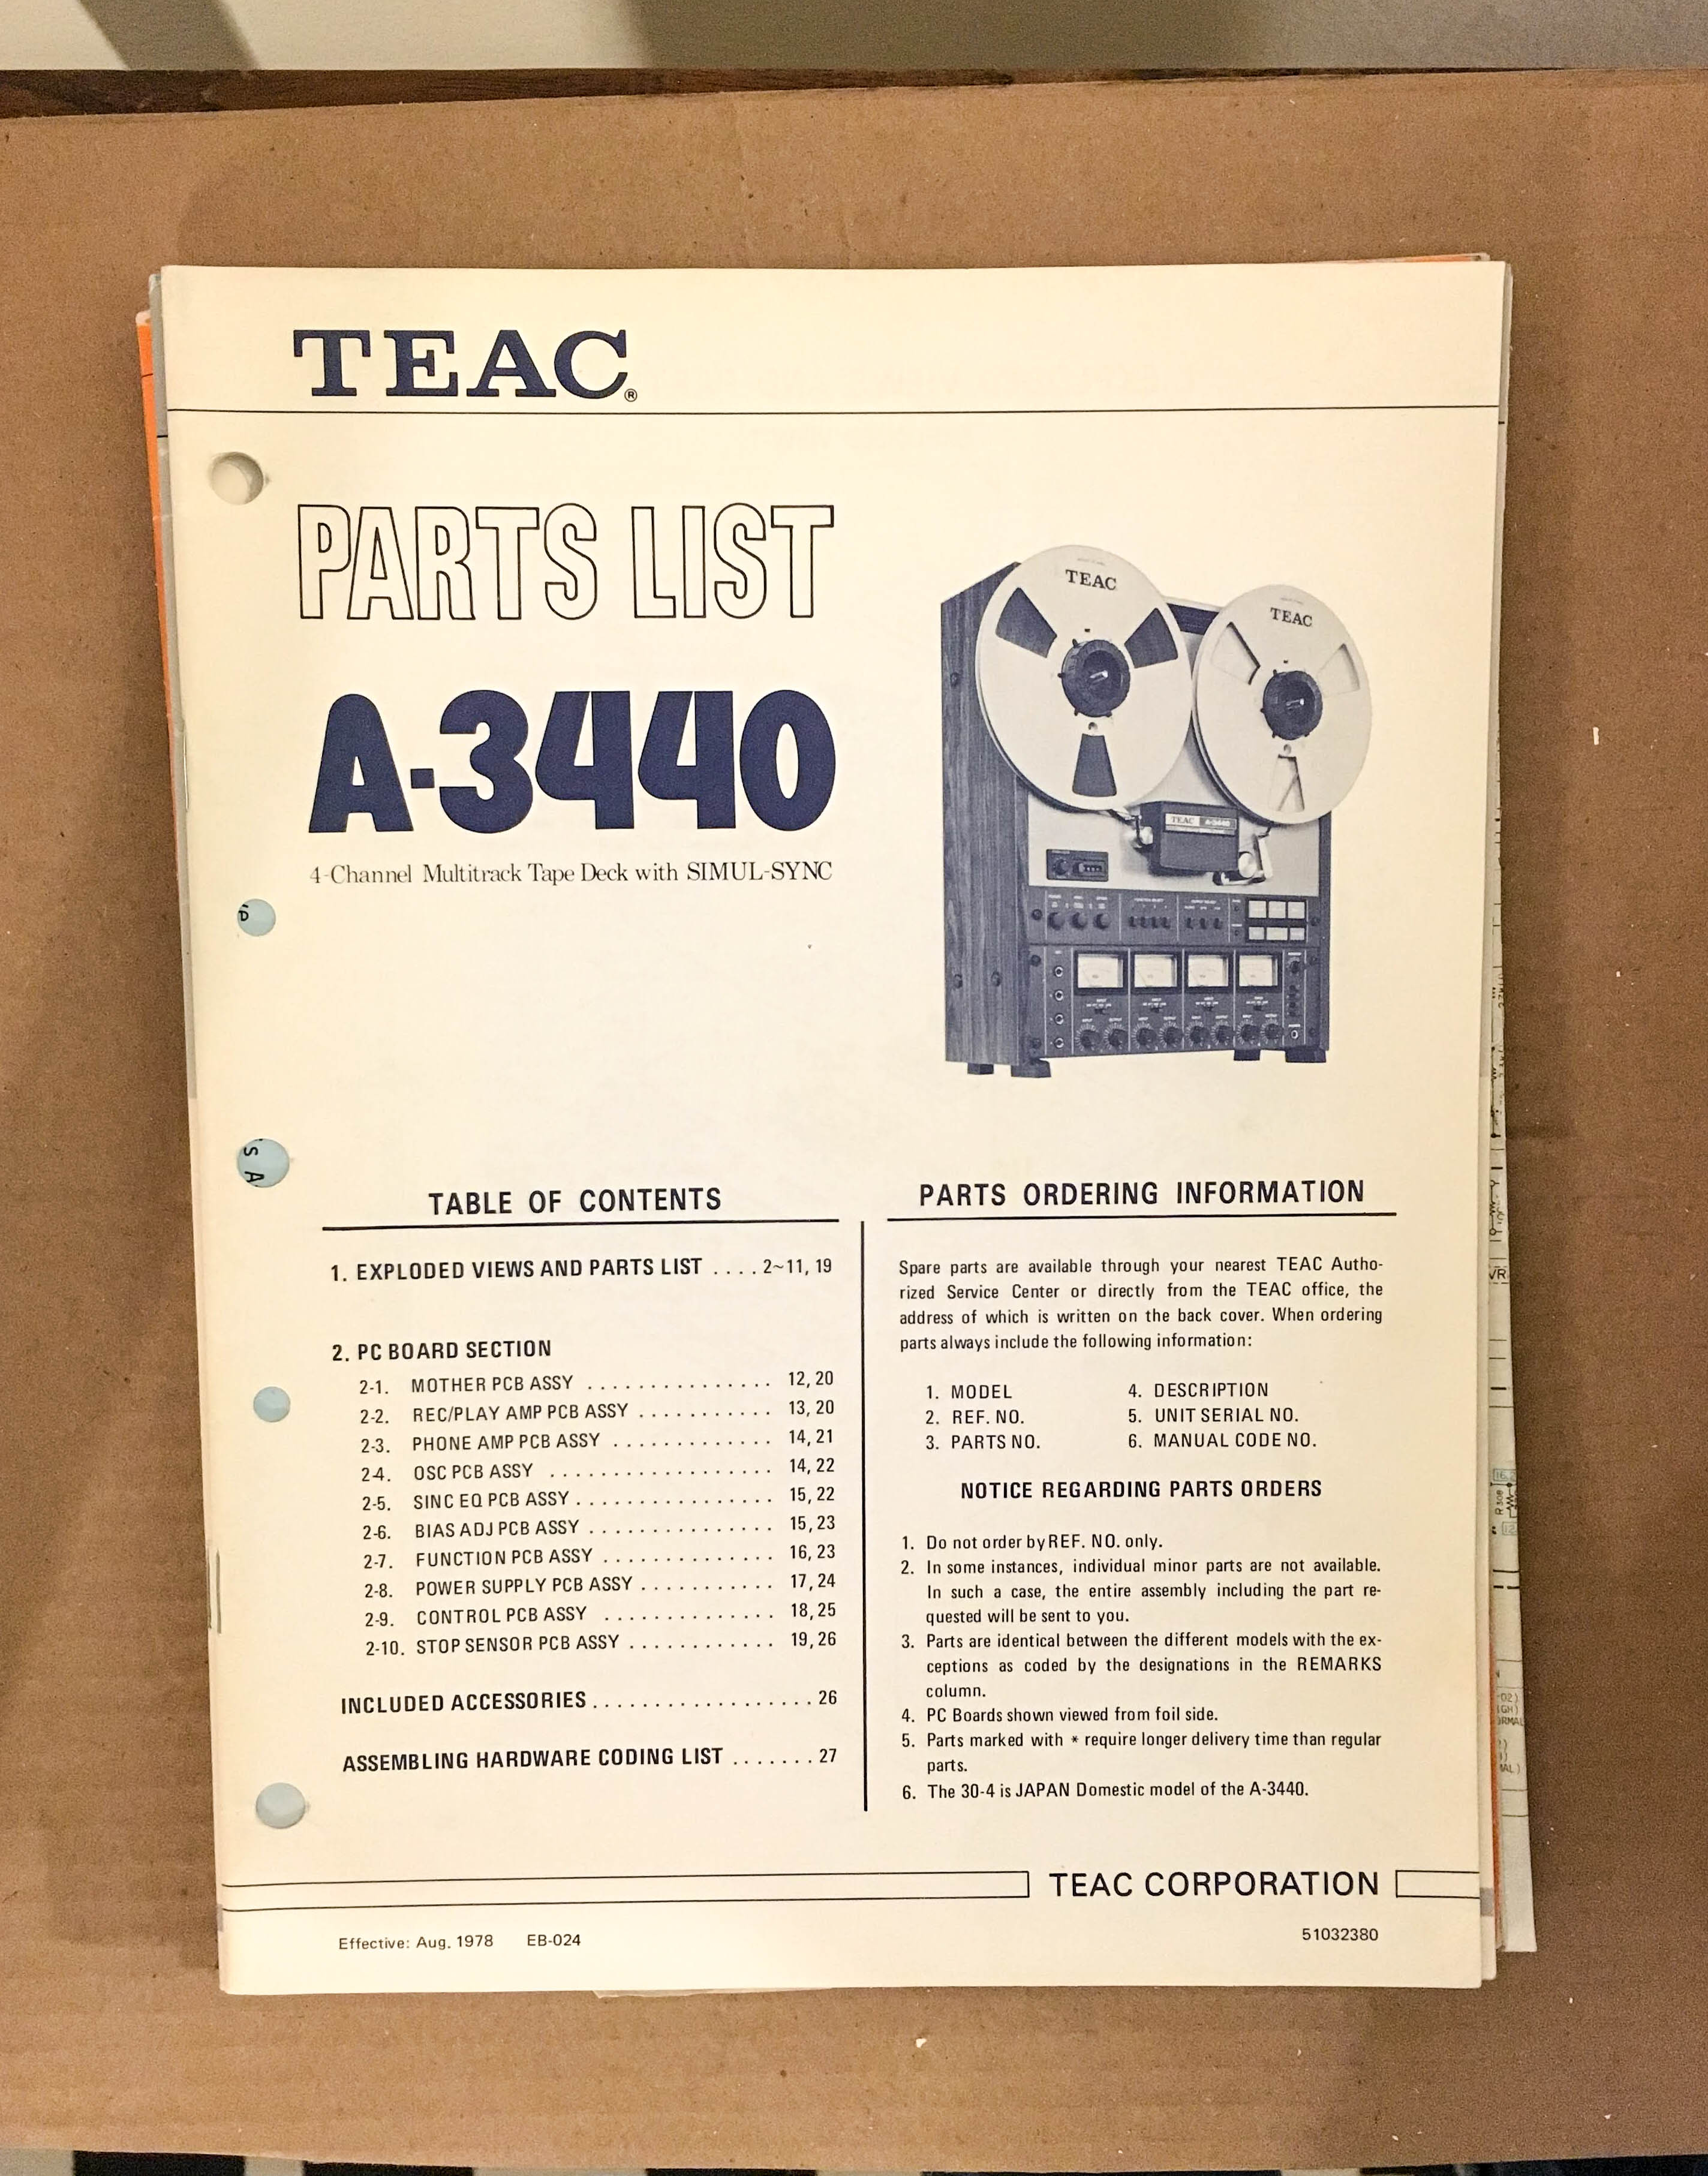 TEAC®
PARTS LIST
A-3440
4-Channel Multitrack Tape Deck with SIMUL-SYNC
TEAC
TEAC
TEAC A-3440
TABLE OF CONTENTS
1. EXPLODED VIEWS AND PARTS LIST .... 2~11, 19
2. PC BOARD SECTION
2-1. MOTHER PCB ASSY ............... 12, 20
2-2. REC/PLAY AMP PCB ASSY ........... 13, 20
2-3. PHONE AMP PCB ASSY ............. 14, 21
2-4. OSC PCB ASSY .................. 14, 22
2-5. SINC EQ PCB ASSY ................ 15, 22
2-6. BIAS ADJ PCB ASSY ............... 15, 23
2-7. FUNCTION PCB ASSY .............. 16, 23
2-8. POWER SUPPLY PCB ASSY ........... 17, 24
2-9. CONTROL PCB ASSY .............. 18, 25
2-10. STOP SENSOR PCB ASSY ............ 19, 26
INCLUDED ACCESSORIES .................. 26
ASSEMBLING HARDWARE CODING LIST ....... 27
PARTS ORDERING INFORMATION
Spare parts are available through your nearest TEAC Autho-
rized Service Center or directly from the TEAC office, the
address of which is written on the back cover. When ordering
parts always include the following information:
1. MODEL
2. REF. NO.
3. PARTS NO.
4. DESCRIPTION
5. UNIT SERIAL NO.
6. MANUAL CODE NO.
NOTICE REGARDING PARTS ORDERS
1. Do not order by REF. NO. only.
2. In some instances, individual minor parts are not available.
In such a case, the entire assembly including the part re-
quested will be sent to you.
3. Parts are identical between the different models with the ex-
ceptions as coded by the designations in the REMARKS
column.
4. PC Boards shown viewed from foil side.
5. Parts marked with * require longer delivery time than regular
parts.
6. The 30-4 is JAPAN Domestic model of the A-3440.
TEAC CORPORATION
Effective: Aug. 1978 EB-024
51032380
VR
R 308